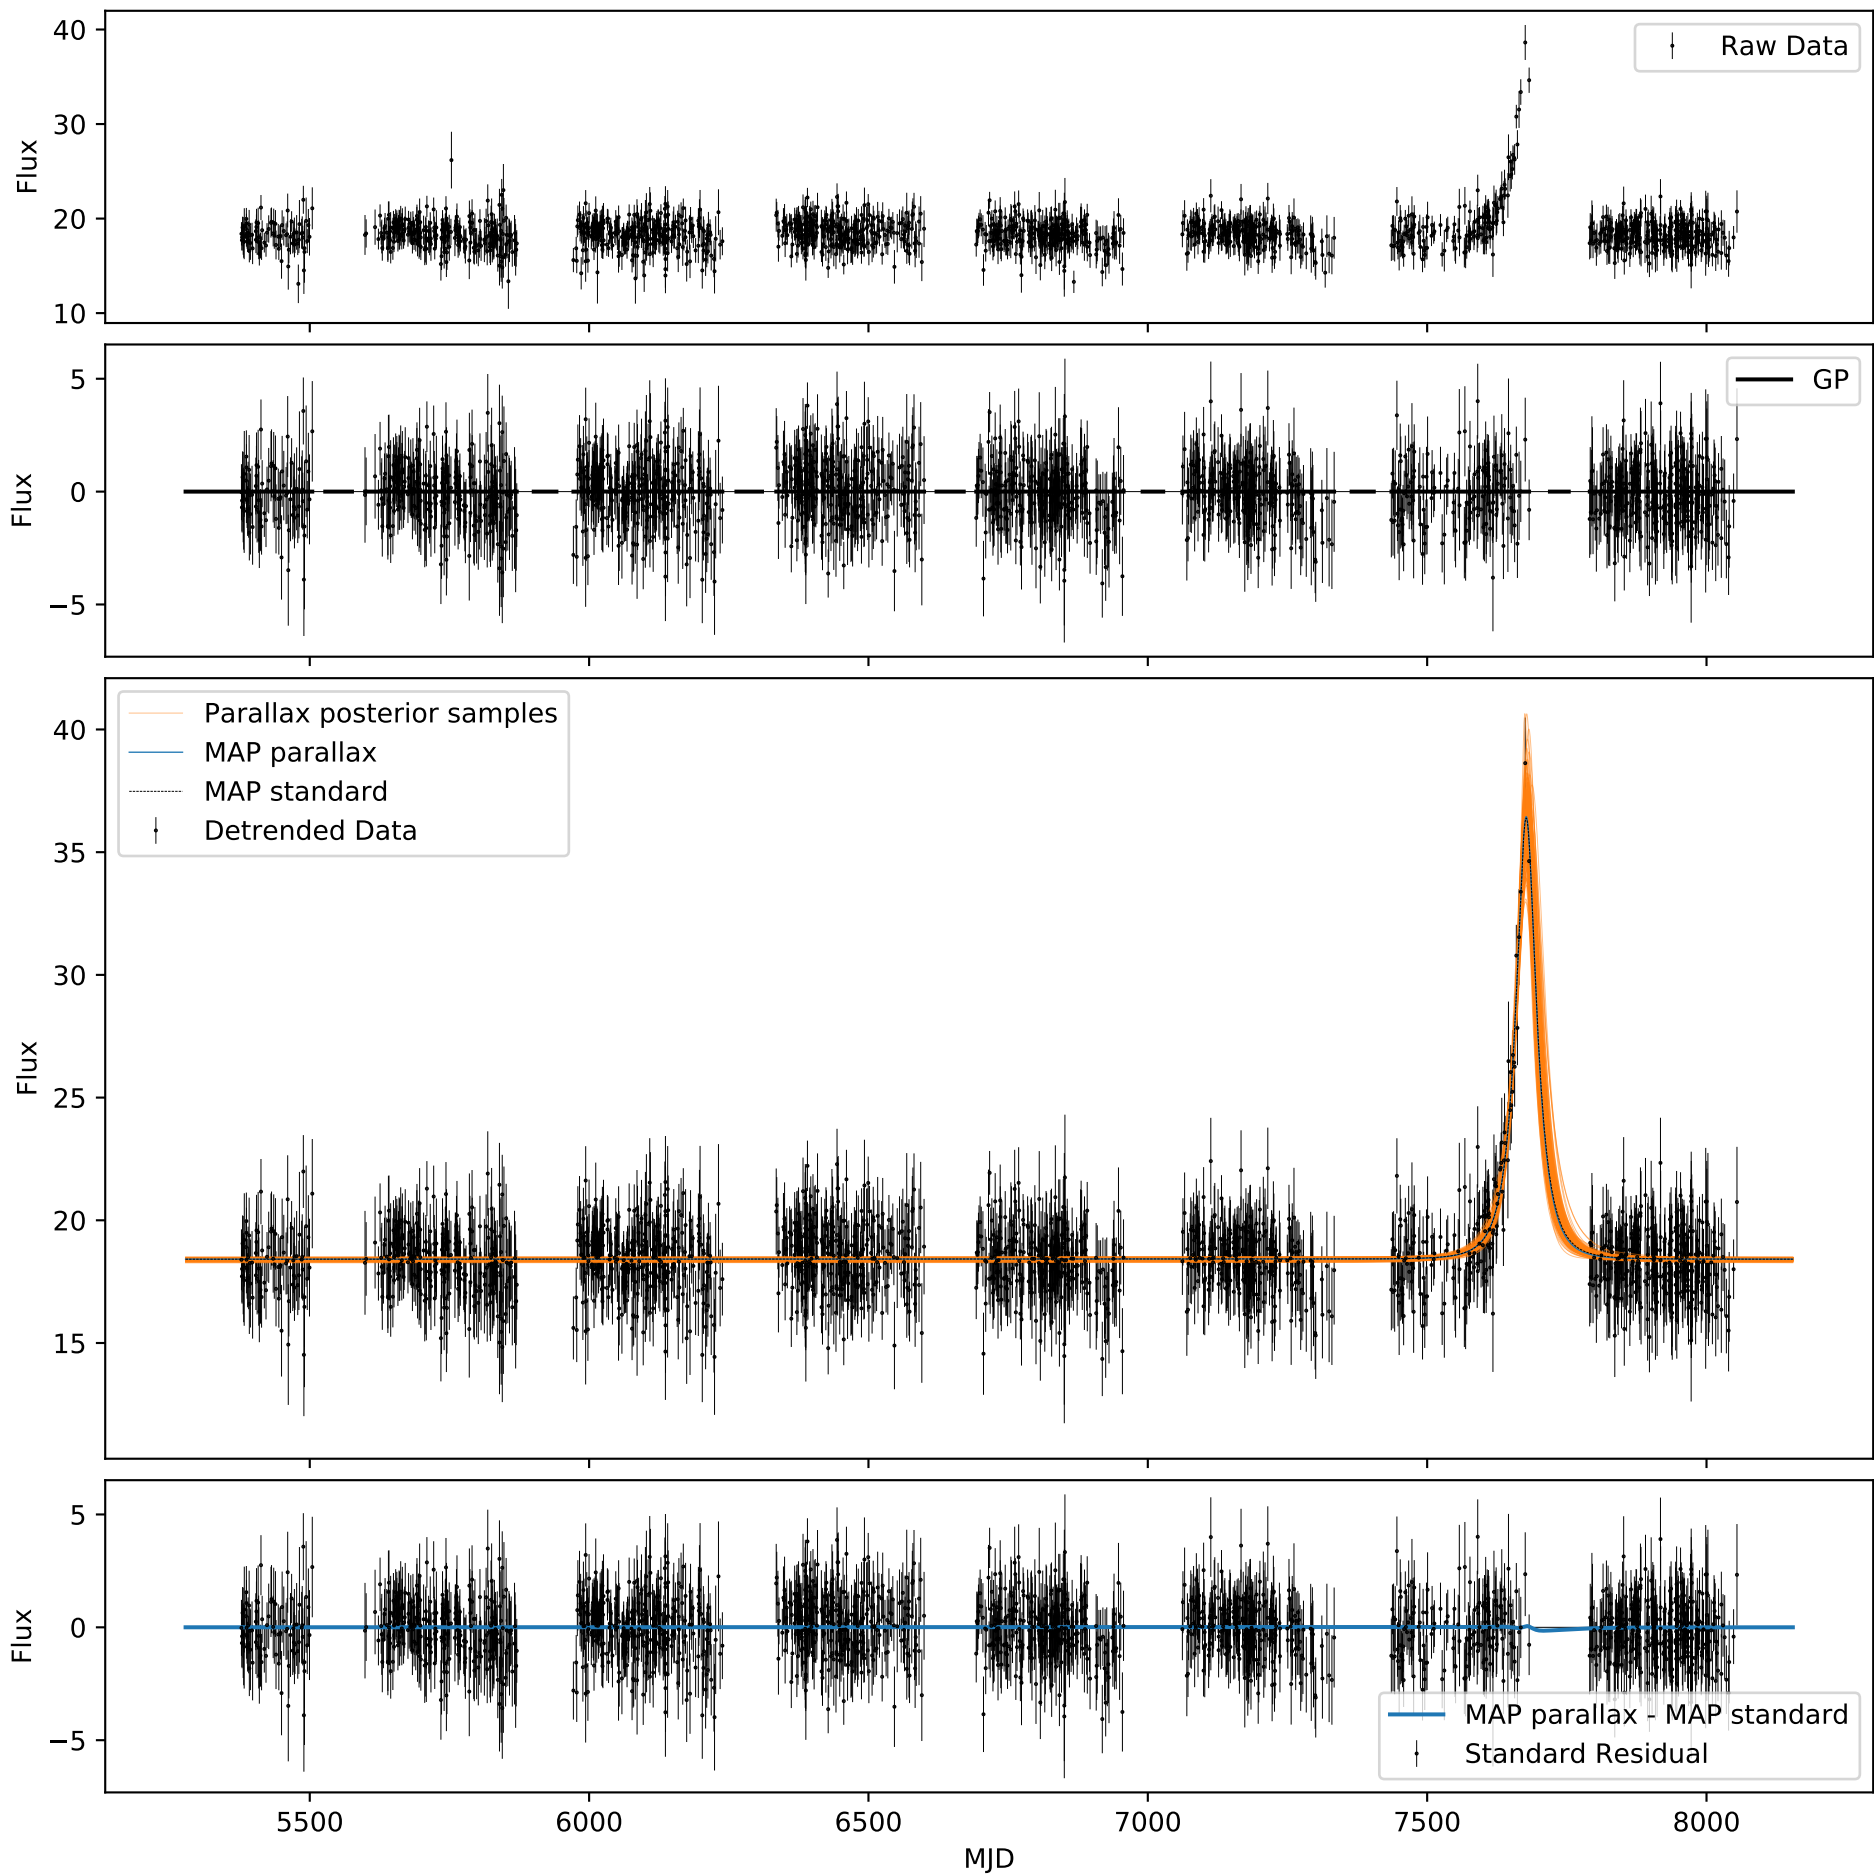 40
30
20
10
Flux
Raw Data
5
0
−5
Flux
GP
40
35
30
25
20
15
Flux
Parallax posterior samples
MAP parallax
MAP standard
Detrended Data
5
0
−5
Flux
MAP parallax - MAP standard
Standard Residual
5500 6000 6500 7000 7500 8000
MJD